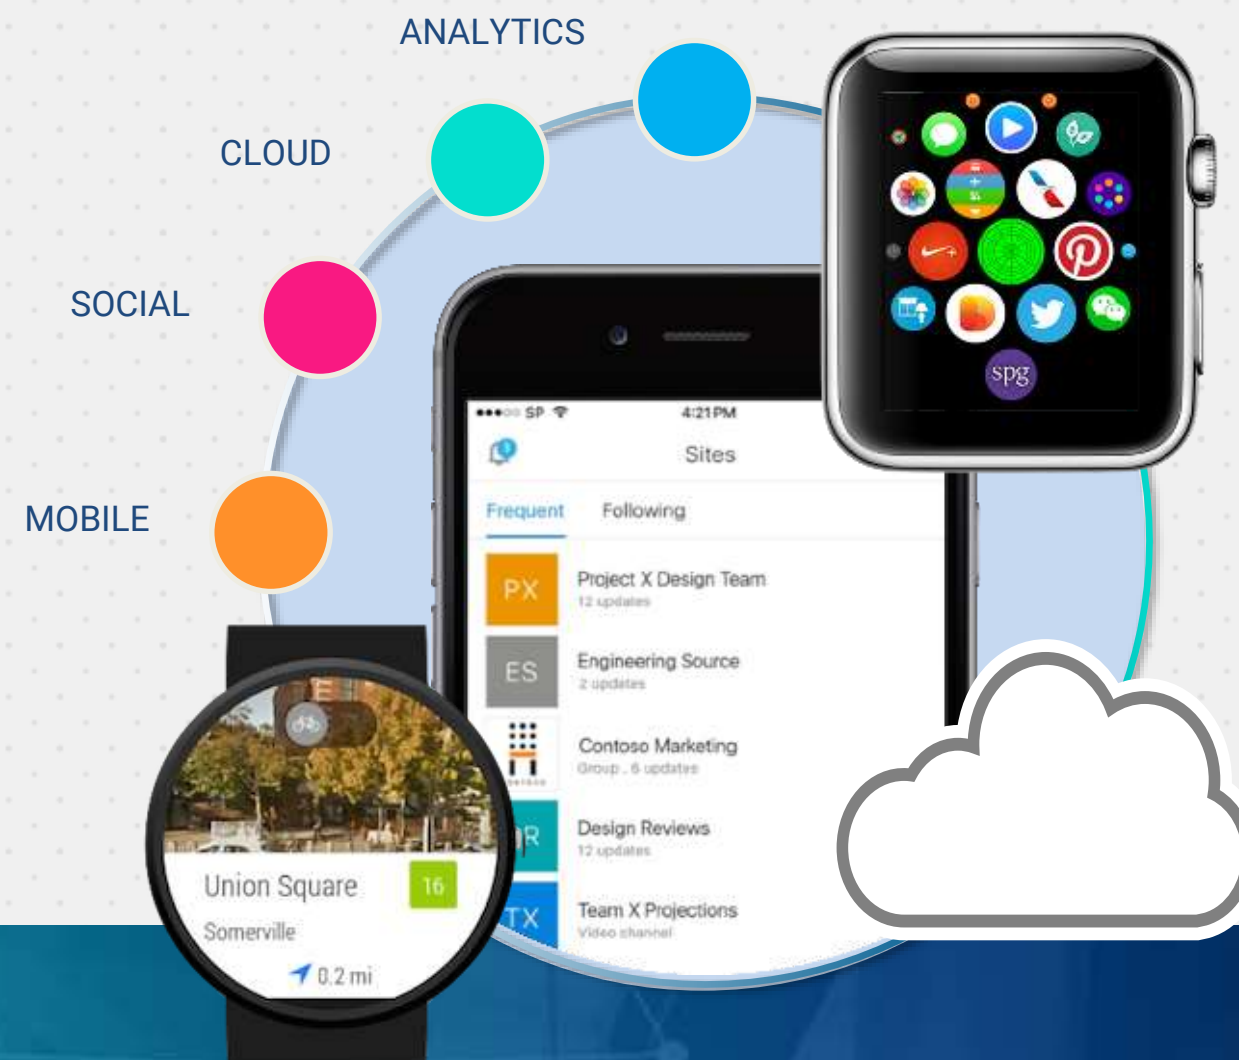 ANALYTICS
CLOUD
SOCIAL
MOBILE
spg
SP
4:21 PM
3
Sites
Frequent
Following
PX
Project X Design Team
12 updates
ES
Engineering Source
2 updates
Contoso Marketing
Group . 6 updates
R
Design Reviews
12 updates
TX
Team X Projections
Video channel
Union Square
16
Somerville
0.2 mi